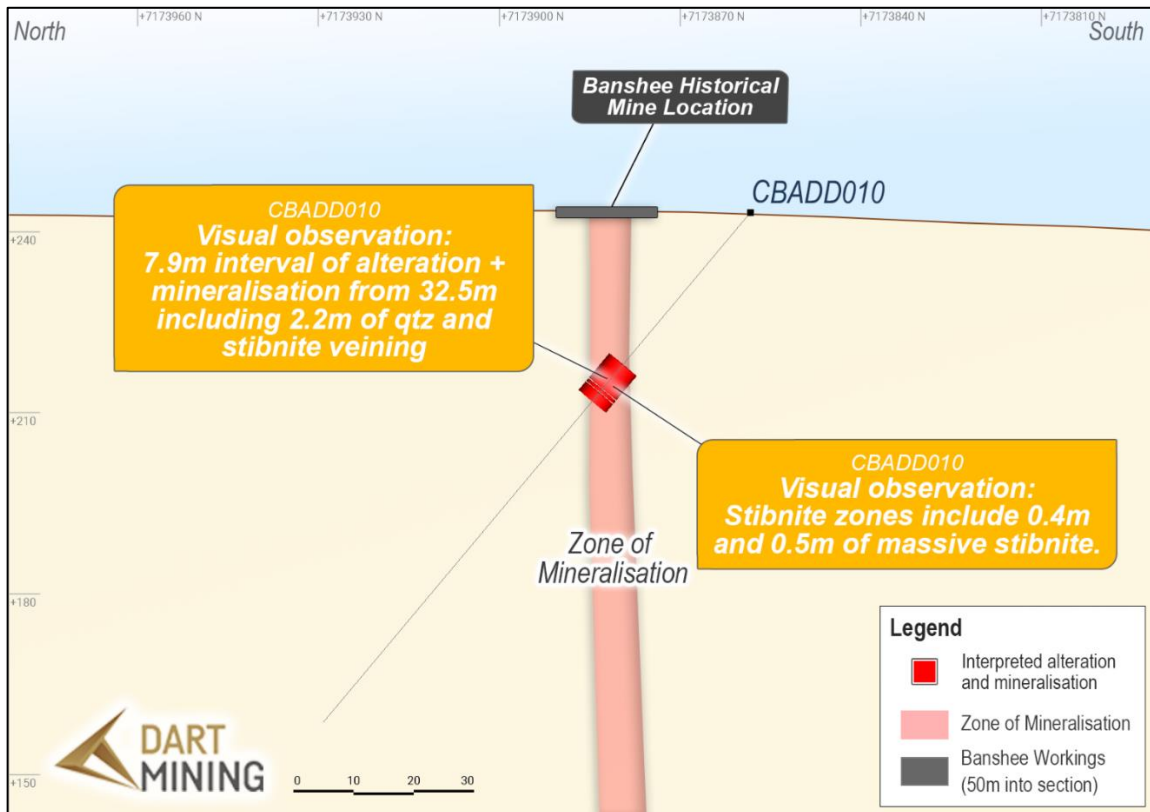 +7173960 N
+7173930 N
+7173900 N
+7173870 N
+7173840 N
+7173810 N
North
South
Banshee Historical
Mine Location
CBADD010
CBADD010
Visual observation:
7.9m interval of alteration +
mineralisation from 32.5m
including 2.2m of qtz and
stibnite veining
+240
+210
CBADD010
Visual observation:
Stibnite zones include 0.4m
and 0.5m of massive stibnite.
Zone of
Mineralisation
+180
+150
Legend
Interpreted alteration
and mineralisation
Zone of Mineralisation
Banshee Workings
(50m into section)
DART
MINING
0 10 20 30